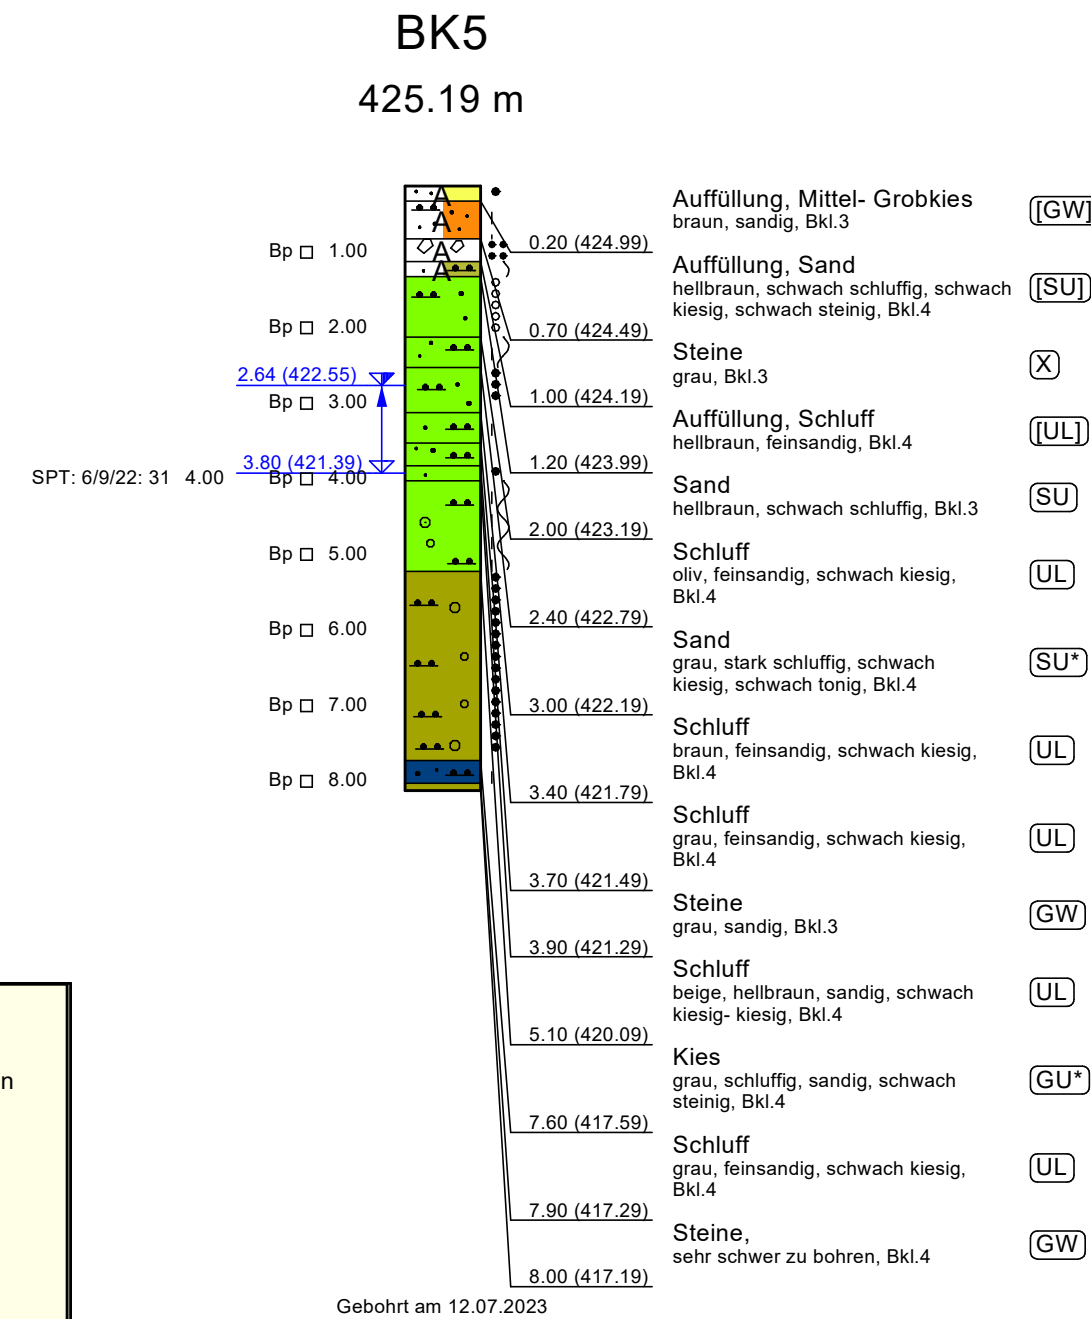 BK5
425.19 m
A
A
A
A
Bp 1.00
Bp 2.00
2.64 (422.55)
Bp 3.00
3.80 (421.39)
SPT: 6/9/22: 31 4.00
Bp 4.00
Bp 5.00
Bp 6.00
Bp 7.00
Bp 8.00
Auffüllung, Mittel- Grobkies
braun, sandig, Bkl.3
[GW]
0.20 (424.99)
Auffüllung, Sand
hellbraun, schwach schluffig, schwach
kiesig, schwach steinig, Bkl.4
[SU]
0.70 (424.49)
Steine
grau, Bkl.3
X
1.00 (424.19)
Auffüllung, Schluff
hellbraun, feinsandig, Bkl.4
[UL]
1.20 (423.99)
Sand
hellbraun, schwach schluffig, Bkl.3
SU
2.00 (423.19)
Schluff
oliv, feinsandig, schwach kiesig,
Bkl.4
UL
2.40 (422.79)
Sand
grau, stark schluffig, schwach
kiesig, schwach tonig, Bkl.4
SU*
3.00 (422.19)
Schluff
braun, feinsandig, schwach kiesig,
Bkl.4
UL
3.40 (421.79)
Schluff
grau, feinsandig, schwach kiesig,
Bkl.4
UL
3.70 (421.49)
Steine
grau, sandig, Bkl.3
GW
3.90 (421.29)
Schluff
beige, hellbraun, sandig, schwach
kiesig- kiesig, Bkl.4
UL
5.10 (420.09)
Kies
grau, schluffig, sandig, schwach
steinig, Bkl.4
GU*
7.60 (417.59)
Schluff
grau, feinsandig, schwach kiesig,
Bkl.4
UL
7.90 (417.29)
Steine,
sehr schwer zu bohren, Bkl.4
GW
8.00 (417.19)
n
Gebohrt am 12.07.2023